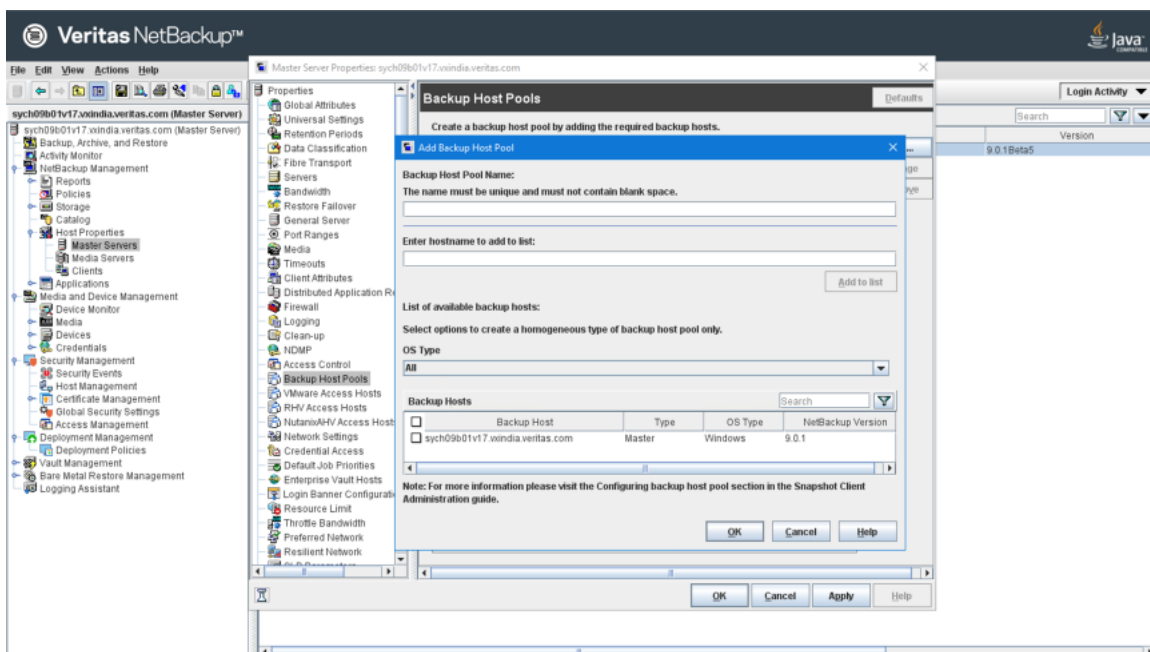 Veritas NetBackup™
Java
COMPATIBLE
File Edit View Actions Help
Login Activity
sych09b01v17.vxindia.veritas.com (Master Server)
sych09b01v17.vxindia.veritas.com (Master Server)
Backup, Archive, and Restore
Activity Monitor
NetBackup Management
Reports
Policies
Storage
Catalog
Host Properties
Master Servers
Media Servers
Clients
Applications
Media and Device Management
Device Monitor
Media
Devices
Credentials
Security Management
Security Events
Host Management
Certificate Management
Global Security Settings
Access Management
Deployment Management
Deployment Policies
Vault Management
Bare Metal Restore Management
Logging Assistant
Master Server Properties: sych09b01v17.vxindia.veritas.com
Properties
Global Attributes
Universal Settings
Retention Periods
Data Classification
Fibre Transport
Servers
Bandwidth
Restore Failover
General Server
Port Ranges
Media
Timeouts
Client Attributes
Distributed Application Re
Firewall
Logging
Clean-up
NDMP
Access Control
Backup Host Pools
VMware Access Hosts
RHV Access Hosts
NutanixAHV Access Host
Network Settings
Credential Access
Default Job Priorities
Enterprise Vault Hosts
Login Banner Configurati
Resource Limit
Throttle Bandwidth
Preferred Network
Resilient Network
Backup Host Pools
Defaults
Create a backup host pool by adding the required backup hosts.
Add Backup Host Pool
Backup Host Pool Name:
The name must be unique and must not contain blank space.
Enter hostname to add to list:
Add to list
List of available backup hosts:
Select options to create a homogeneous type of backup host pool only.
OS Type
All
Backup Hosts
Search
Backup Host Type OS Type NetBackup Version
sych09b01v17.vxindia.veritas.com Master Windows 9.0.1
Note: For more information please visit the Configuring backup host pool section in the Snapshot Client
Administration guide.
OK Cancel Help
OK Cancel Apply Help
Search
Version
9.0.1Beta5